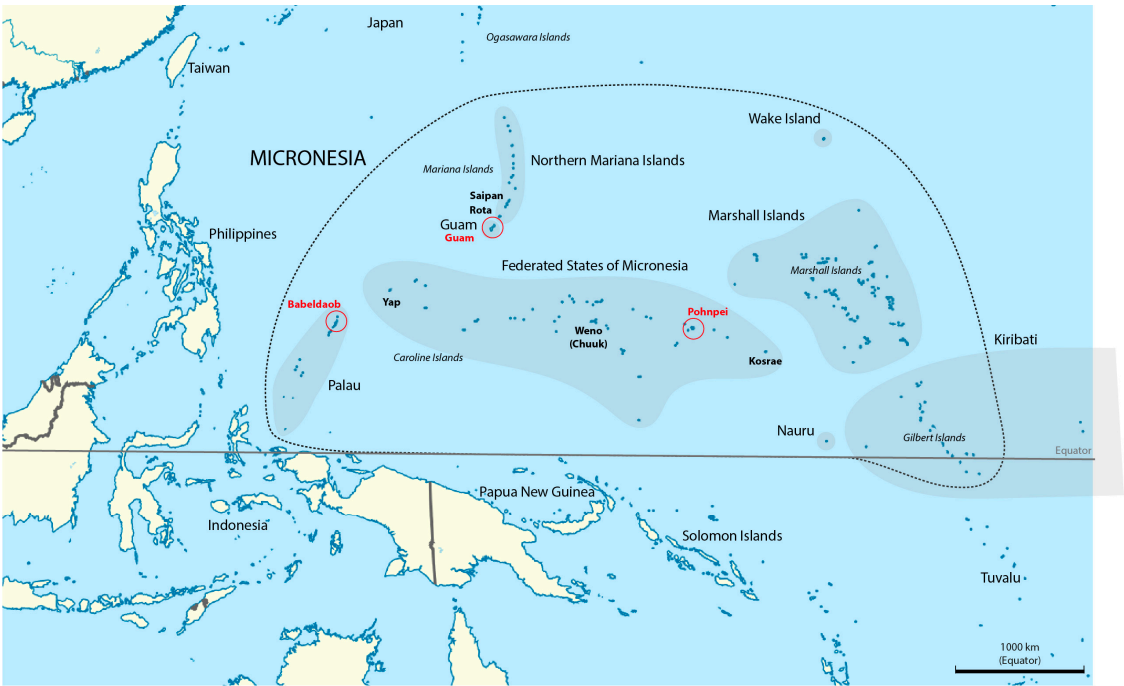 Japan
Ogasawara Islands
Taiwan
Wake Island
MICRONESIA
Mariana Islands
Northern Mariana Islands
Saipan
Rota
Guam
Guam
Marshall Islands
Philippines
Federated States of Micronesia
Marshall Islands
Babeldaob
Yap
Pohnpei
Weno
(Chuuk)
Kiribati
Caroline Islands
Kosrae
Palau
Nauru
Gilbert Islands
Equator
Papua New Guinea
Indonesia
Solomon Islands
Tuvalu
1000 km
(Equator)